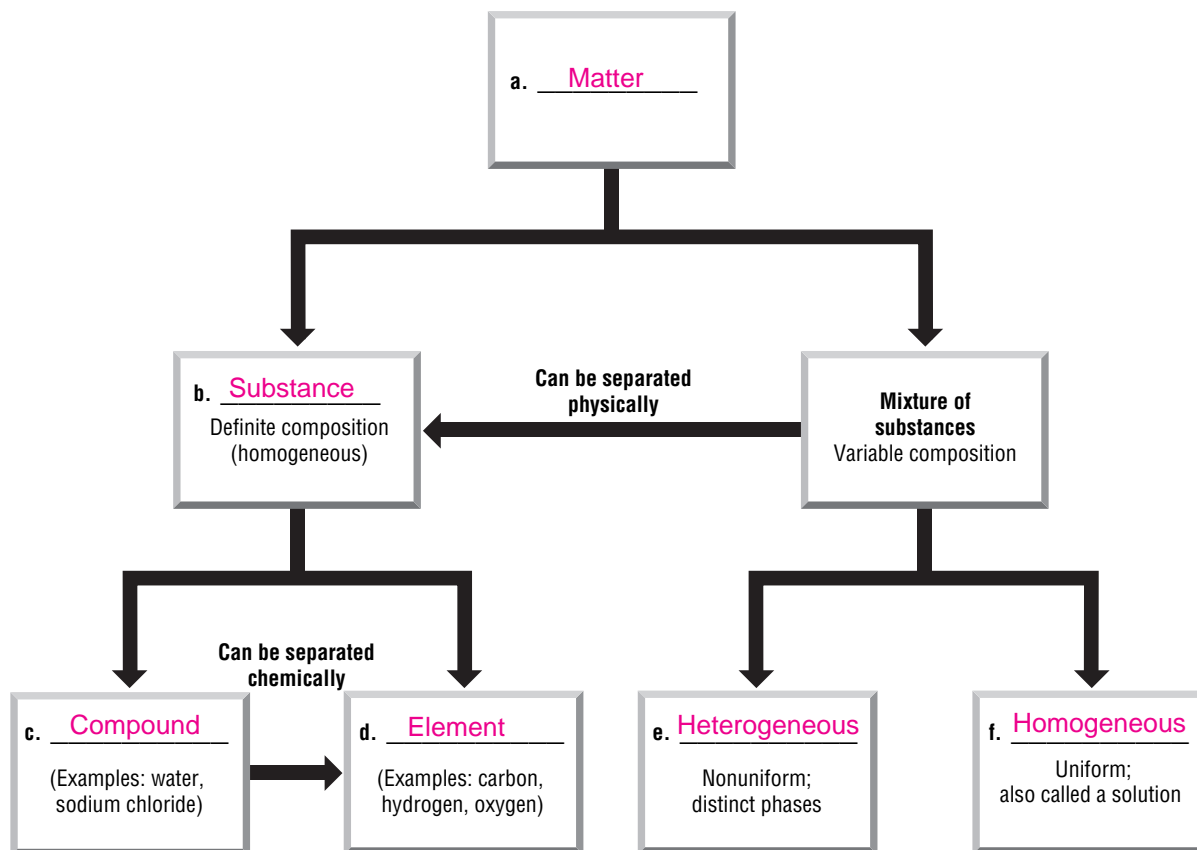 a. Matter
b. Substance
Definite composition
(homogeneous)
Can be separated
physically
Mixture of
substances
Variable composition
Can be separated
chemically
c. Compound
(Examples: water,
sodium chloride)
d. Element
(Examples: carbon,
hydrogen, oxygen)
e. Heterogeneous
Nonuniform;
distinct phases
f. Homogeneous
Uniform;
also called a solution